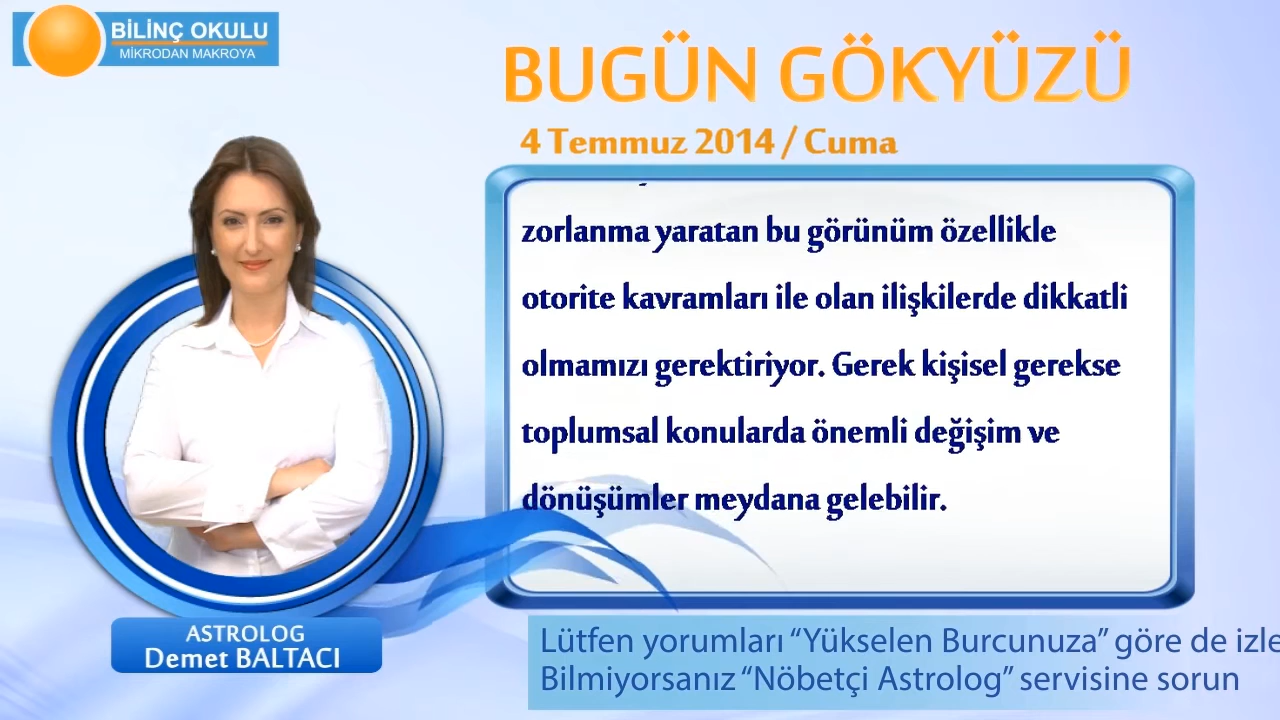 BİLİNÇ OKULU
MİKRODAN MAKROYA
BUGÜN GÖKYÜZÜ
4 Temmuz 2014 / Cuma
zorlanma yaratan bu görünüm özellikle
otorite kavramları ile olan ilişkilerde dikkatli
olmamızı gerektiriyor. Gerek kişisel gerekse
toplumsal konularda önemli değişim ve
dönüşümler meydana gelebilir.
ASTROLOG
Demet BALTACI
Lütfen yorumları “Yükselen Burcunuza” göre de izle
Bilmiyorsanız “Nöbetçi Astrolog” servisine sorun